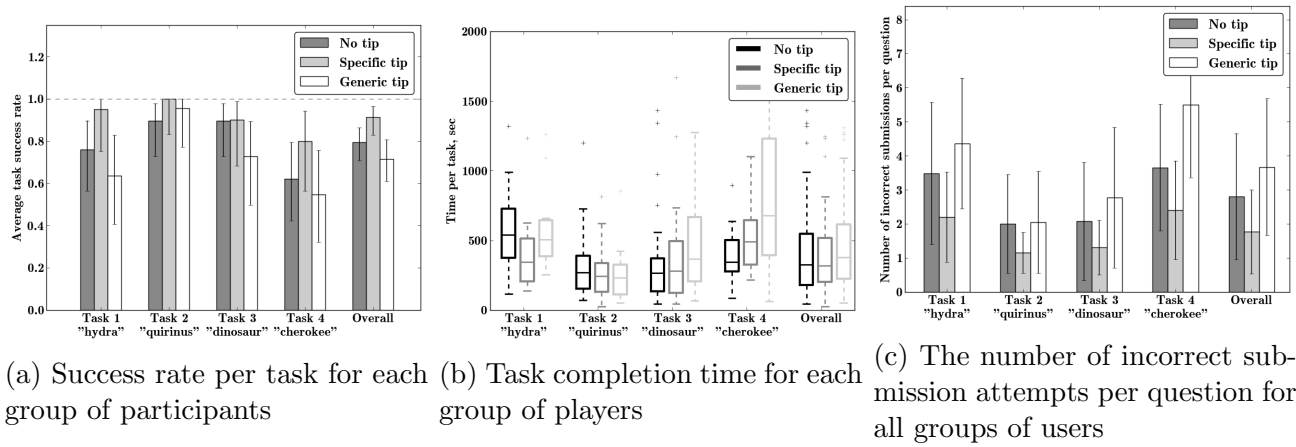 1.2
1.0
0.8
0.6
0.4
0.2
0.0
Average task success rate
No tip
Specific tip
Generic tip
Task 1 Task 2 Task 3 Task 4 Overall
"hydra" "quirinus" "dinosaur" "cherokee"
(a) Success rate per task for each
group of participants
2000
1500
1000
500
0
Time per task, sec
No tip
Specific tip
Generic tip
Task 1 Task 2 Task 3 Task 4 Overall
"hydra" "quirinus" "dinosaur" "cherokee"
(b) Task completion time for each
group of players
8
7
6
5
4
3
2
1
0
Number of incorrect submissions per question
No tip
Specific tip
Generic tip
Task 1 Task 2 Task 3 Task 4 Overall
"hydra" "quirinus" "dinosaur" "cherokee"
(c) The number of incorrect sub-
mission attempts per question for
all groups of users